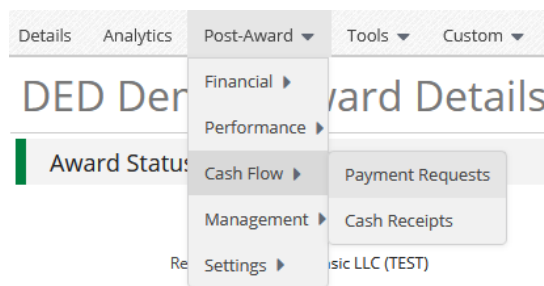 Details Analytics Post-Award Tools Custom
DED Der ard Details
Financial
Performance
Award Status
Cash Flow Payment Requests
Management Cash Receipts
Re Settings sic LLC (TEST)